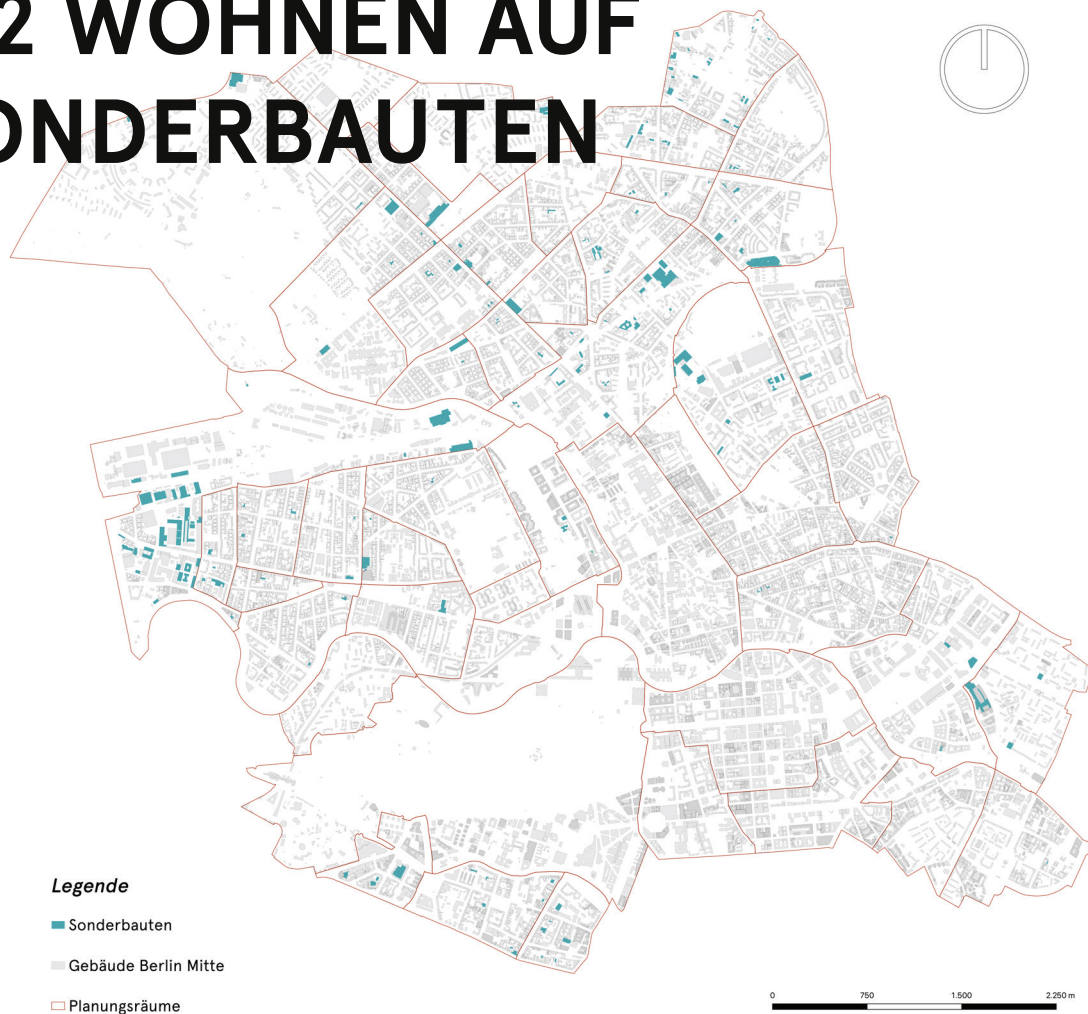 2 WOHNEN AUF
ONDERBAUTEN
Legende
Sonderbauten
Gebäude Berlin Mitte
Planungsräume
0 750 1.500 2.250 m